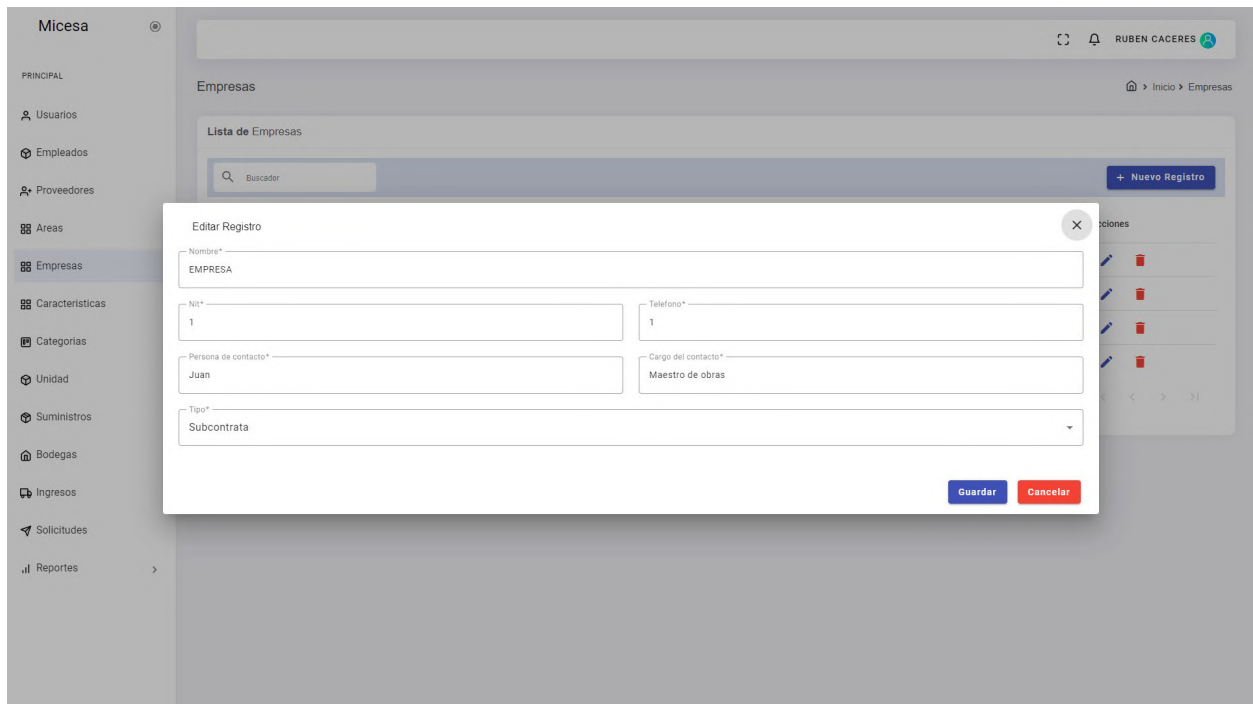 Micesa
RUBEN CACERES
PRINCIPAL
Empresas
Inicio > Empresas
Usuarios
Lista de Empresas
Empleados
Buscador
+ Nuevo Registro
Proveedores
Areas
Editar Registro
Nombre*
EMPRESA
Empresas
Nit*
1
Telefono*
1
Características
Categorias
Persona de contacto*
Juan
Cargo del contacto*
Maestro de obras
Unidad
Tipo*
Subcontrata
Suministros
Bodegas
Ingresos
Guardar
Cancelar
Solicitudes
Reportes